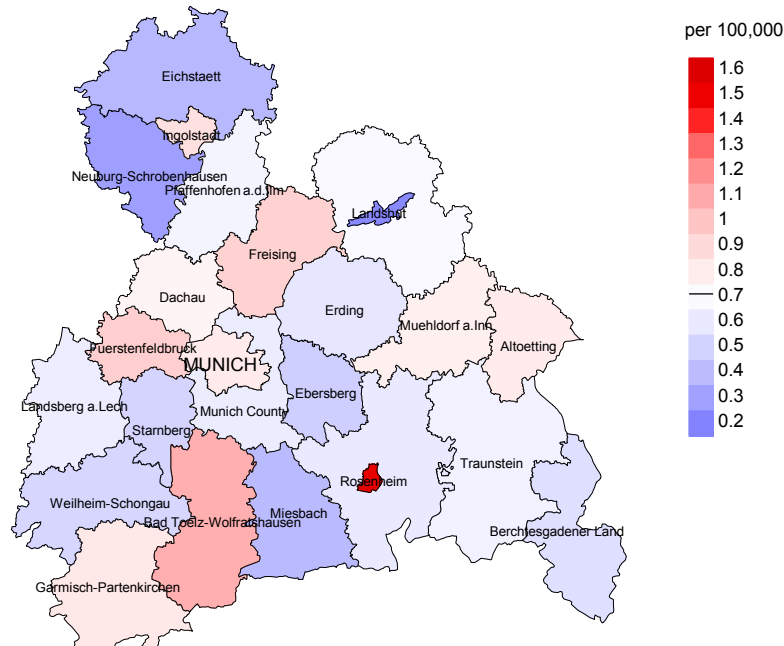 per 100,000
1.6
1.5
1.4
1.3
1.2
1.1
1
0.9
0.8
0.7
0.6
0.5
0.4
0.3
0.2
Eichstaett
Ingolstadt
Neuburg-Schrobenhausen
Pfaffenhofen a.d.Ilm
Landshut
Freising
Dachau
Erding
Muehldorf a.Inn
Altoetting
Fuerstenfeldbruck
MUNICH
Ebersberg
Landsberg a.Lech
Munich County
Starnberg
Traunstein
Rosenheim
Weilheim-Schongau
Miesbach
Bad Toelz-Wolfratshausen
Berchtesgadener Land
Garmisch-Partenkirchen